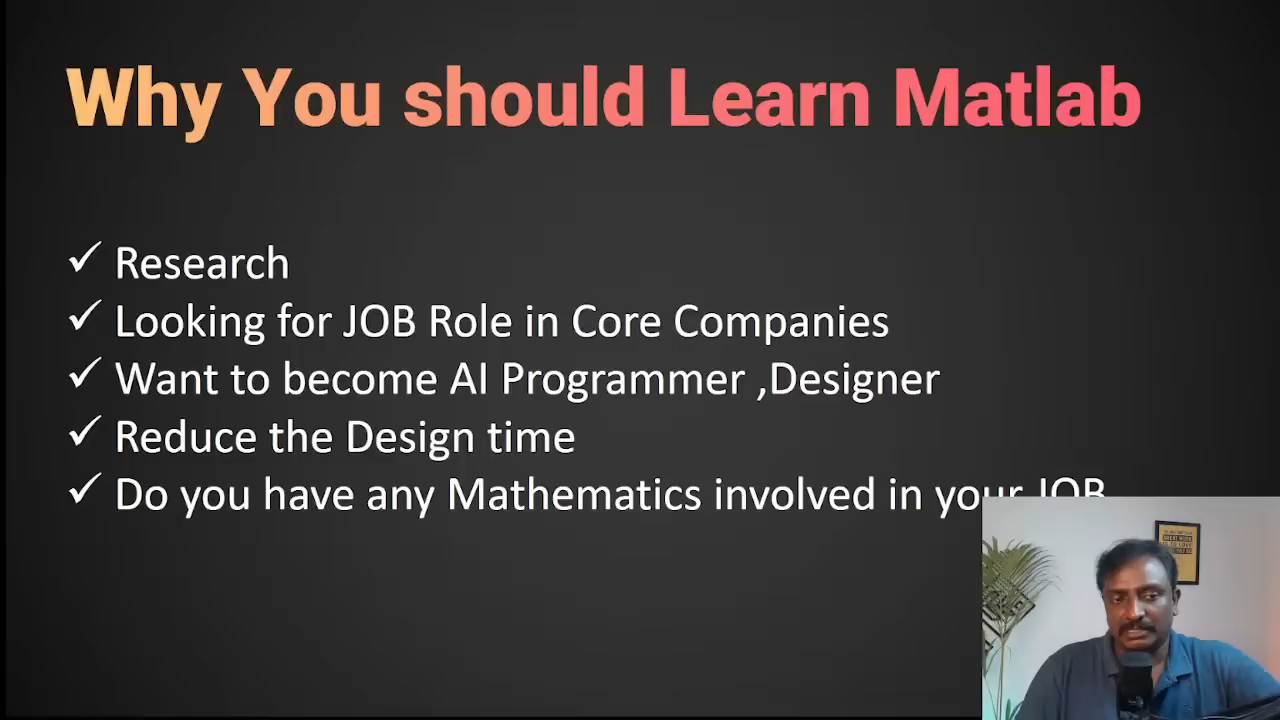 Why You should Learn Matlab
✓ Research
✓ Looking for JOB Role in Core Companies
✓ Want to become AI Programmer ,Designer
✓ Reduce the Design time
✓ Do you have any Mathematics involved in your JOB